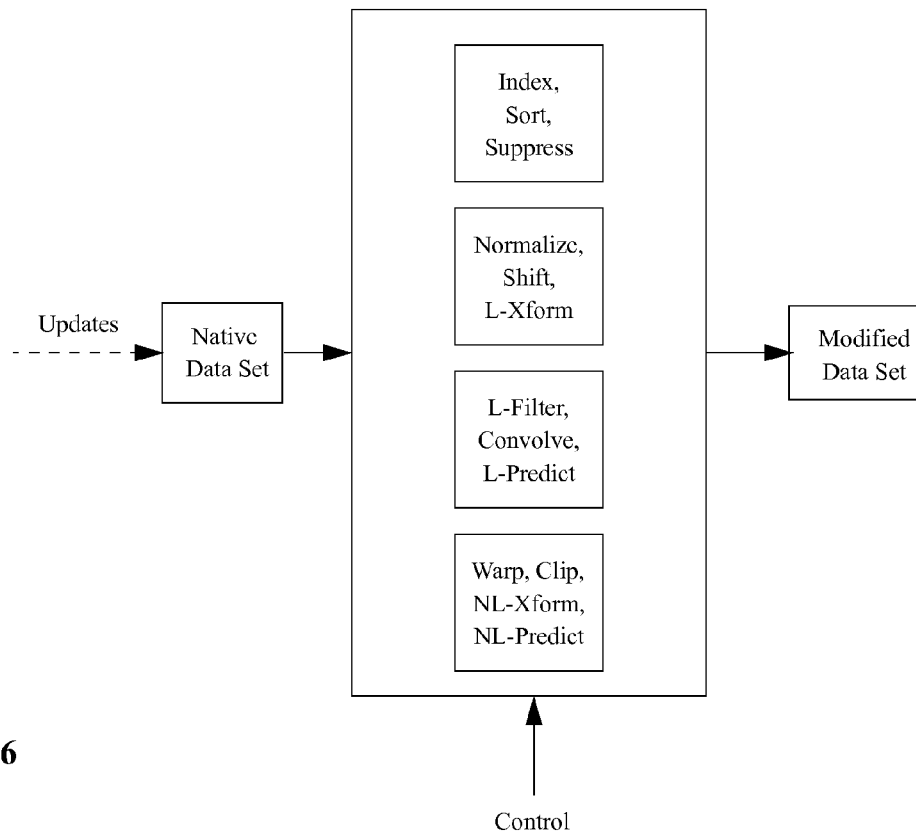 Index,
Sort,
Suppress
Normalize,
Shift,
L-Xform
Updates
Native
Data Set
Modified
Data Set
L-Filter,
Convolve,
L-Predict
Warp, Clip,
NL-Xform,
NL-Predict
6
Control